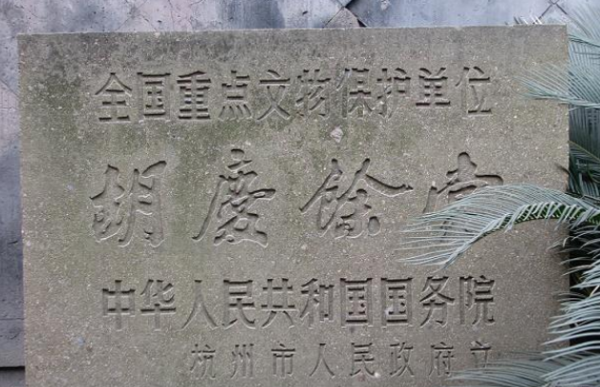 全国重点文物保护单位
胡庆馀堂
中华人民共和国国务院
杭州市人民政府立